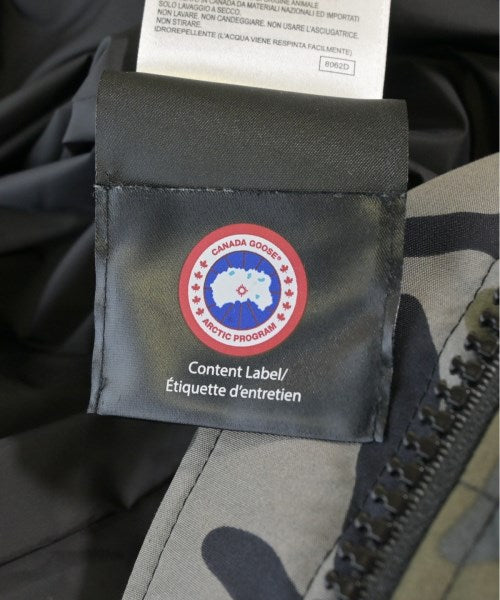 SOLO LAVAGGIO A SECCO.
NON LAVARE, NON CANDEGGIARE, NON USARE L'ASCIUGATRICE,
NON STIRARE.
IDROREPELLENTE (L'ACQUA VIENE RESPINTA FACILMENTE)
8062D
CANADA GOOSE®
ARCTIC PROGRAM
Content Label/
Étiquette d'entretien